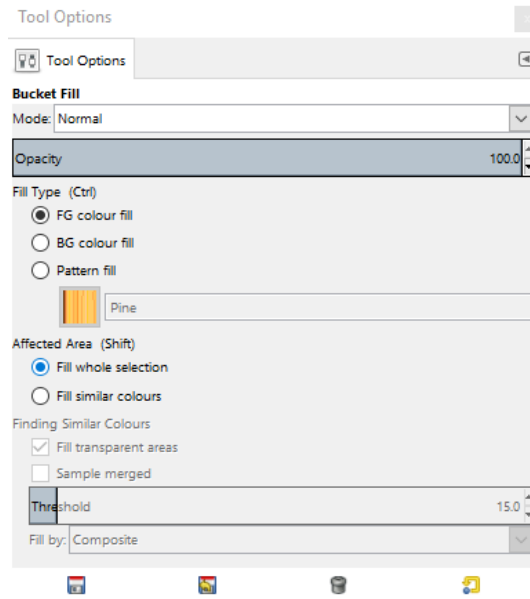 Tool Options
Tool Options
Bucket Fill
Mode: Normal
Opacity 100.0
Fill Type (Ctrl)
FG colour fill
BG colour fill
Pattern fill
Pine
Affected Area (Shift)
Fill whole selection
Fill similar colours
Finding Similar Colours
Fill transparent areas
Sample merged
Threshold 15.0
Fill by: Composite